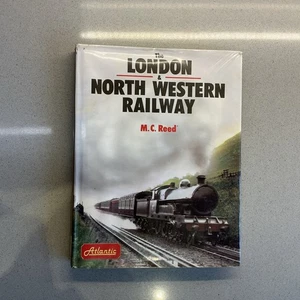 The
LONDON
&
NORTH WESTERN
RAILWAY
M.C. Reed
Atlantic